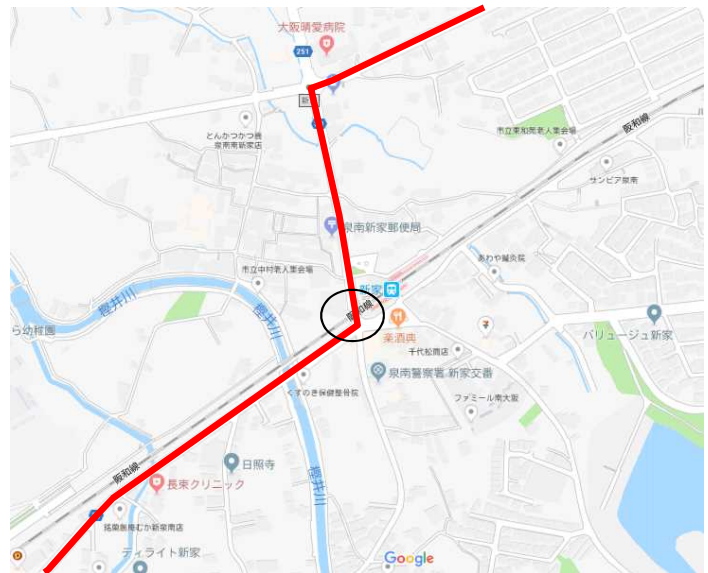 大阪晴愛病院
251
新家
とんかつかつ喜
泉南新家店
市立東和苑老人集会場
阪和線
サンピア泉南
泉南新家郵便局
あわや鍼灸院
市立中村老人集会場
新家
阪和線
樫井川
樫井川
ら幼稚園
楽酒典
千代松商店
バリュージュ新家
泉南警察署 新家交番
くすのき保健整骨院
ファミール南大阪
日照寺
阪和線
長束クリニック
ディライト新家
樫井川
Google